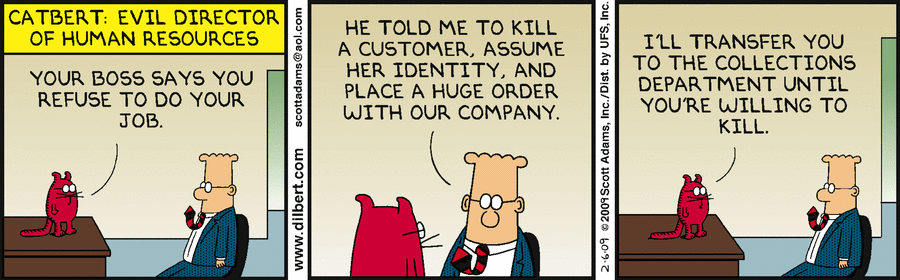 CATBERT: EVIL DIRECTOR
OF HUMAN RESOURCES
YOUR BOSS SAYS YOU
REFUSE TO DO YOUR
JOB.
www.dilbert.com scottadams@aol.com
HE TOLD ME TO KILL
A CUSTOMER, ASSUME
HER IDENTITY, AND
PLACE A HUGE ORDER
WITH OUR COMPANY.
2-6-09 © 2009 Scott Adams, Inc./Dist. by UFS, Inc.
I'LL TRANSFER YOU
TO THE COLLECTIONS
DEPARTMENT UNTIL
YOU'RE WILLING TO
KILL.